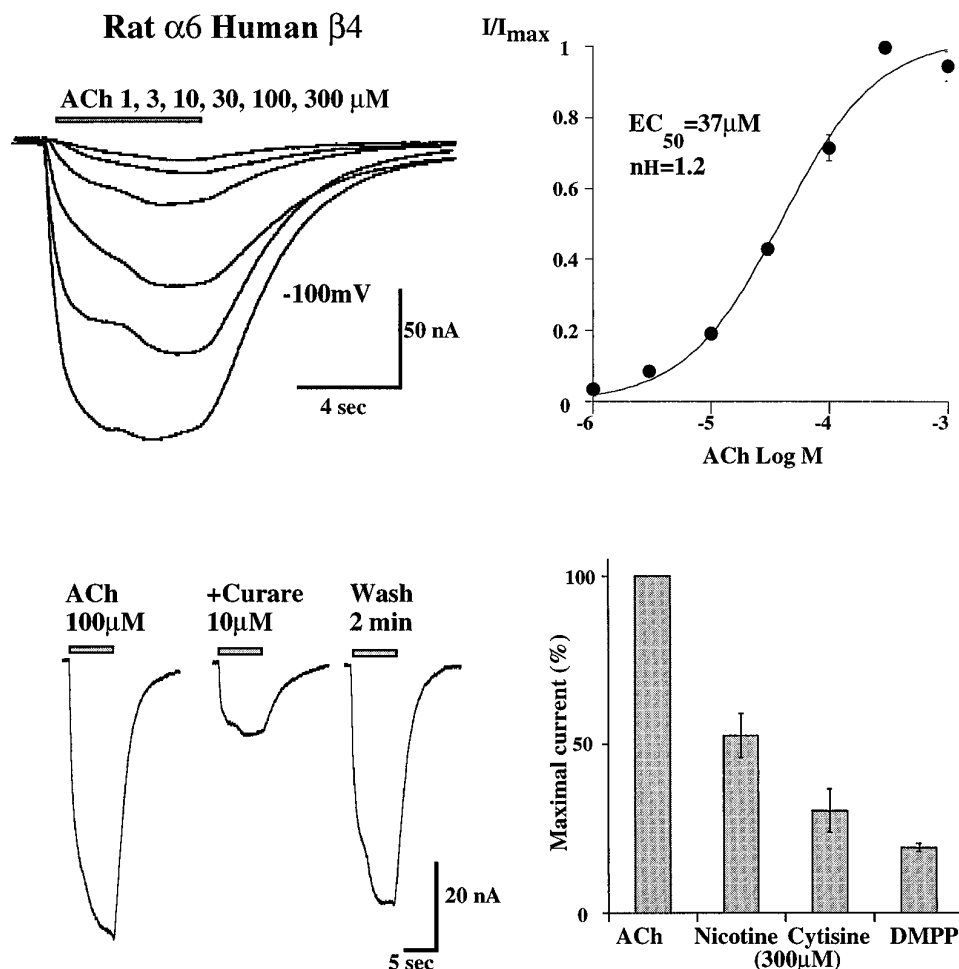 Rat α6 Human β4
ACh 1, 3, 10, 30, 100, 300 μM
-100mV
50 nA
4 sec
I/Imax
1
0.8
0.6
0.4
0.2
0
EC50=37μM
nH=1.2
-6
-5
-4
-3
ACh Log M
ACh
100μM
+Curare
10μM
Wash
2 min
20 nA
5 sec
Maximal current (%)
100
50
0
ACh Nicotine Cytisine DMPP
(300μM)